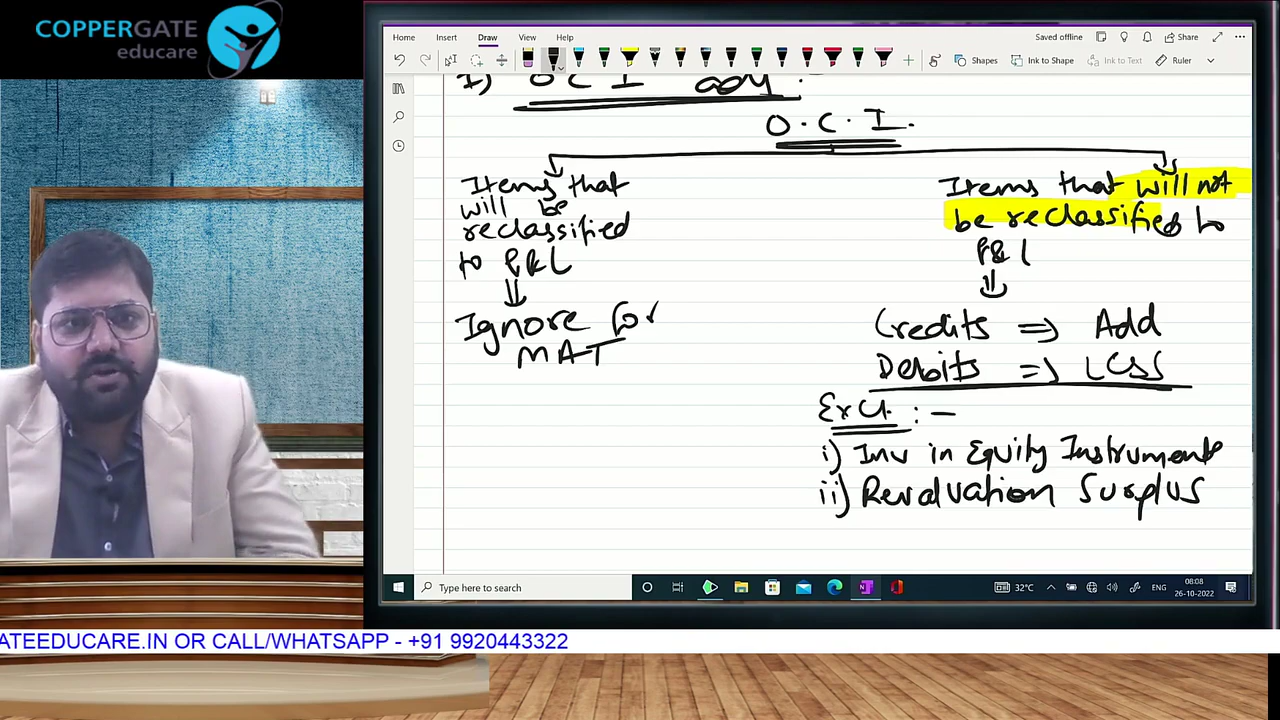 COPPERGATE
educare
Home Insert Draw View Help
Saved offline
Share
Shapes
Ink to Shape
Ink to Text
Ruler
1) O C I adj :-
O.C.I.
Items that
will be
reclassified
to P&L
Ignore for
MAT
Items that will not
be reclassified to
P&L
Credits => Add
Debits => Less
:-
i) Inv in Equity Instruments
ii) Revaluation Surplus
Type here to search
32°C
ENG
08:08
26-10-2022
ATEEDUCARE.IN OR CALL/WHATSAPP - +91 9920443322